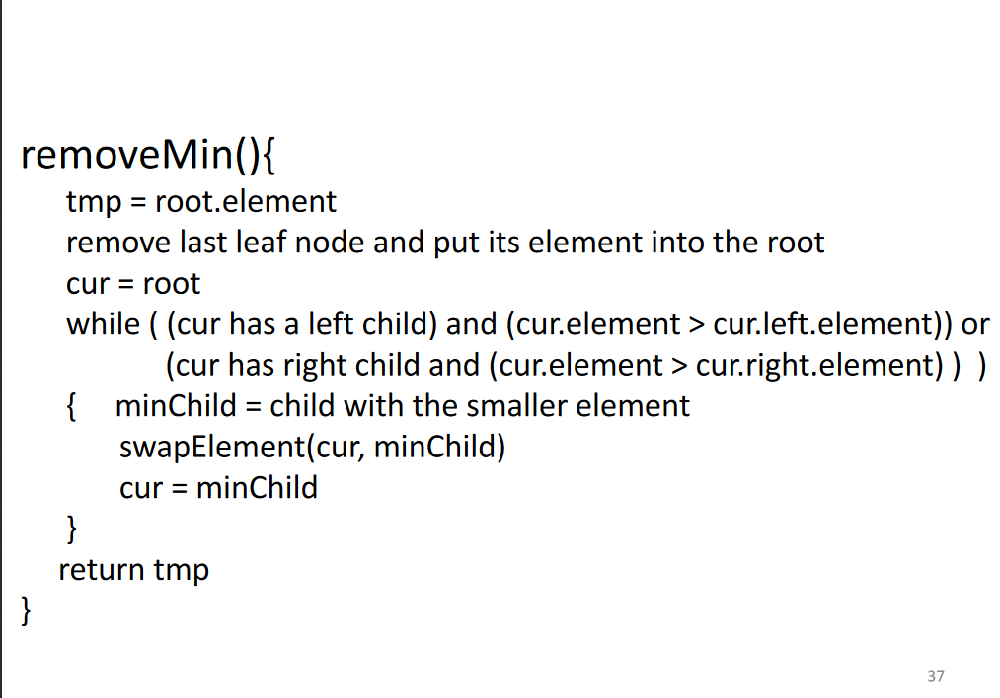 removeMin(){
tmp = root.element
remove last leaf node and put its element into the root
cur = root
while ( (cur has a left child) and (cur.element > cur.left.element)) or
(cur has right child and (cur.element > cur.right.element) ) )
{ minChild = child with the smaller element
swapElement(cur, minChild)
cur = minChild
}
return tmp
}
37